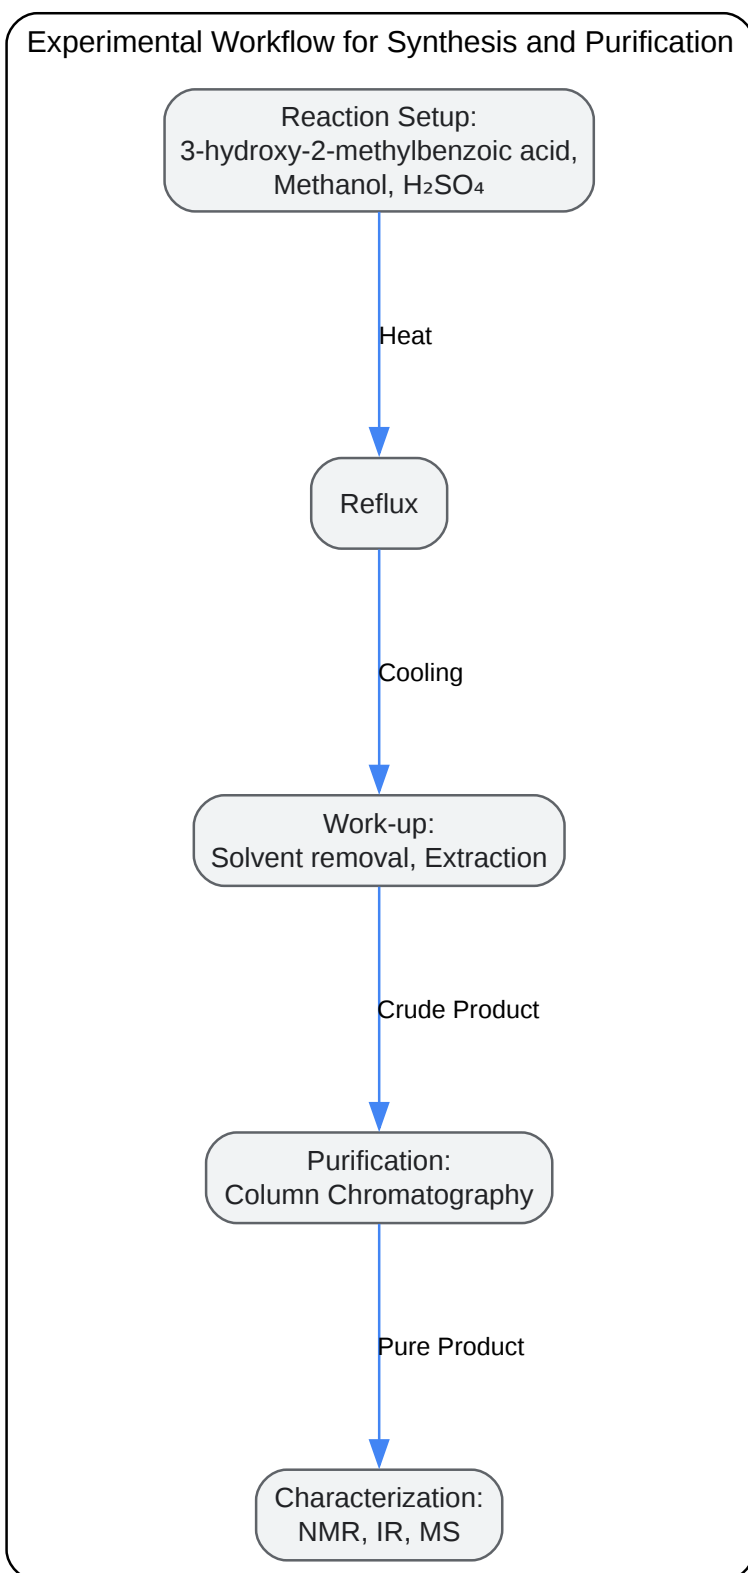 Experimental Workflow for Synthesis and Purification
Reaction Setup:
3-hydroxy-2-methylbenzoic acid,
Methanol, H₂SO₄
Heat
Reflux
Cooling
Work-up:
Solvent removal, Extraction
Crude Product
Purification:
Column Chromatography
Pure Product
Characterization:
NMR, IR, MS